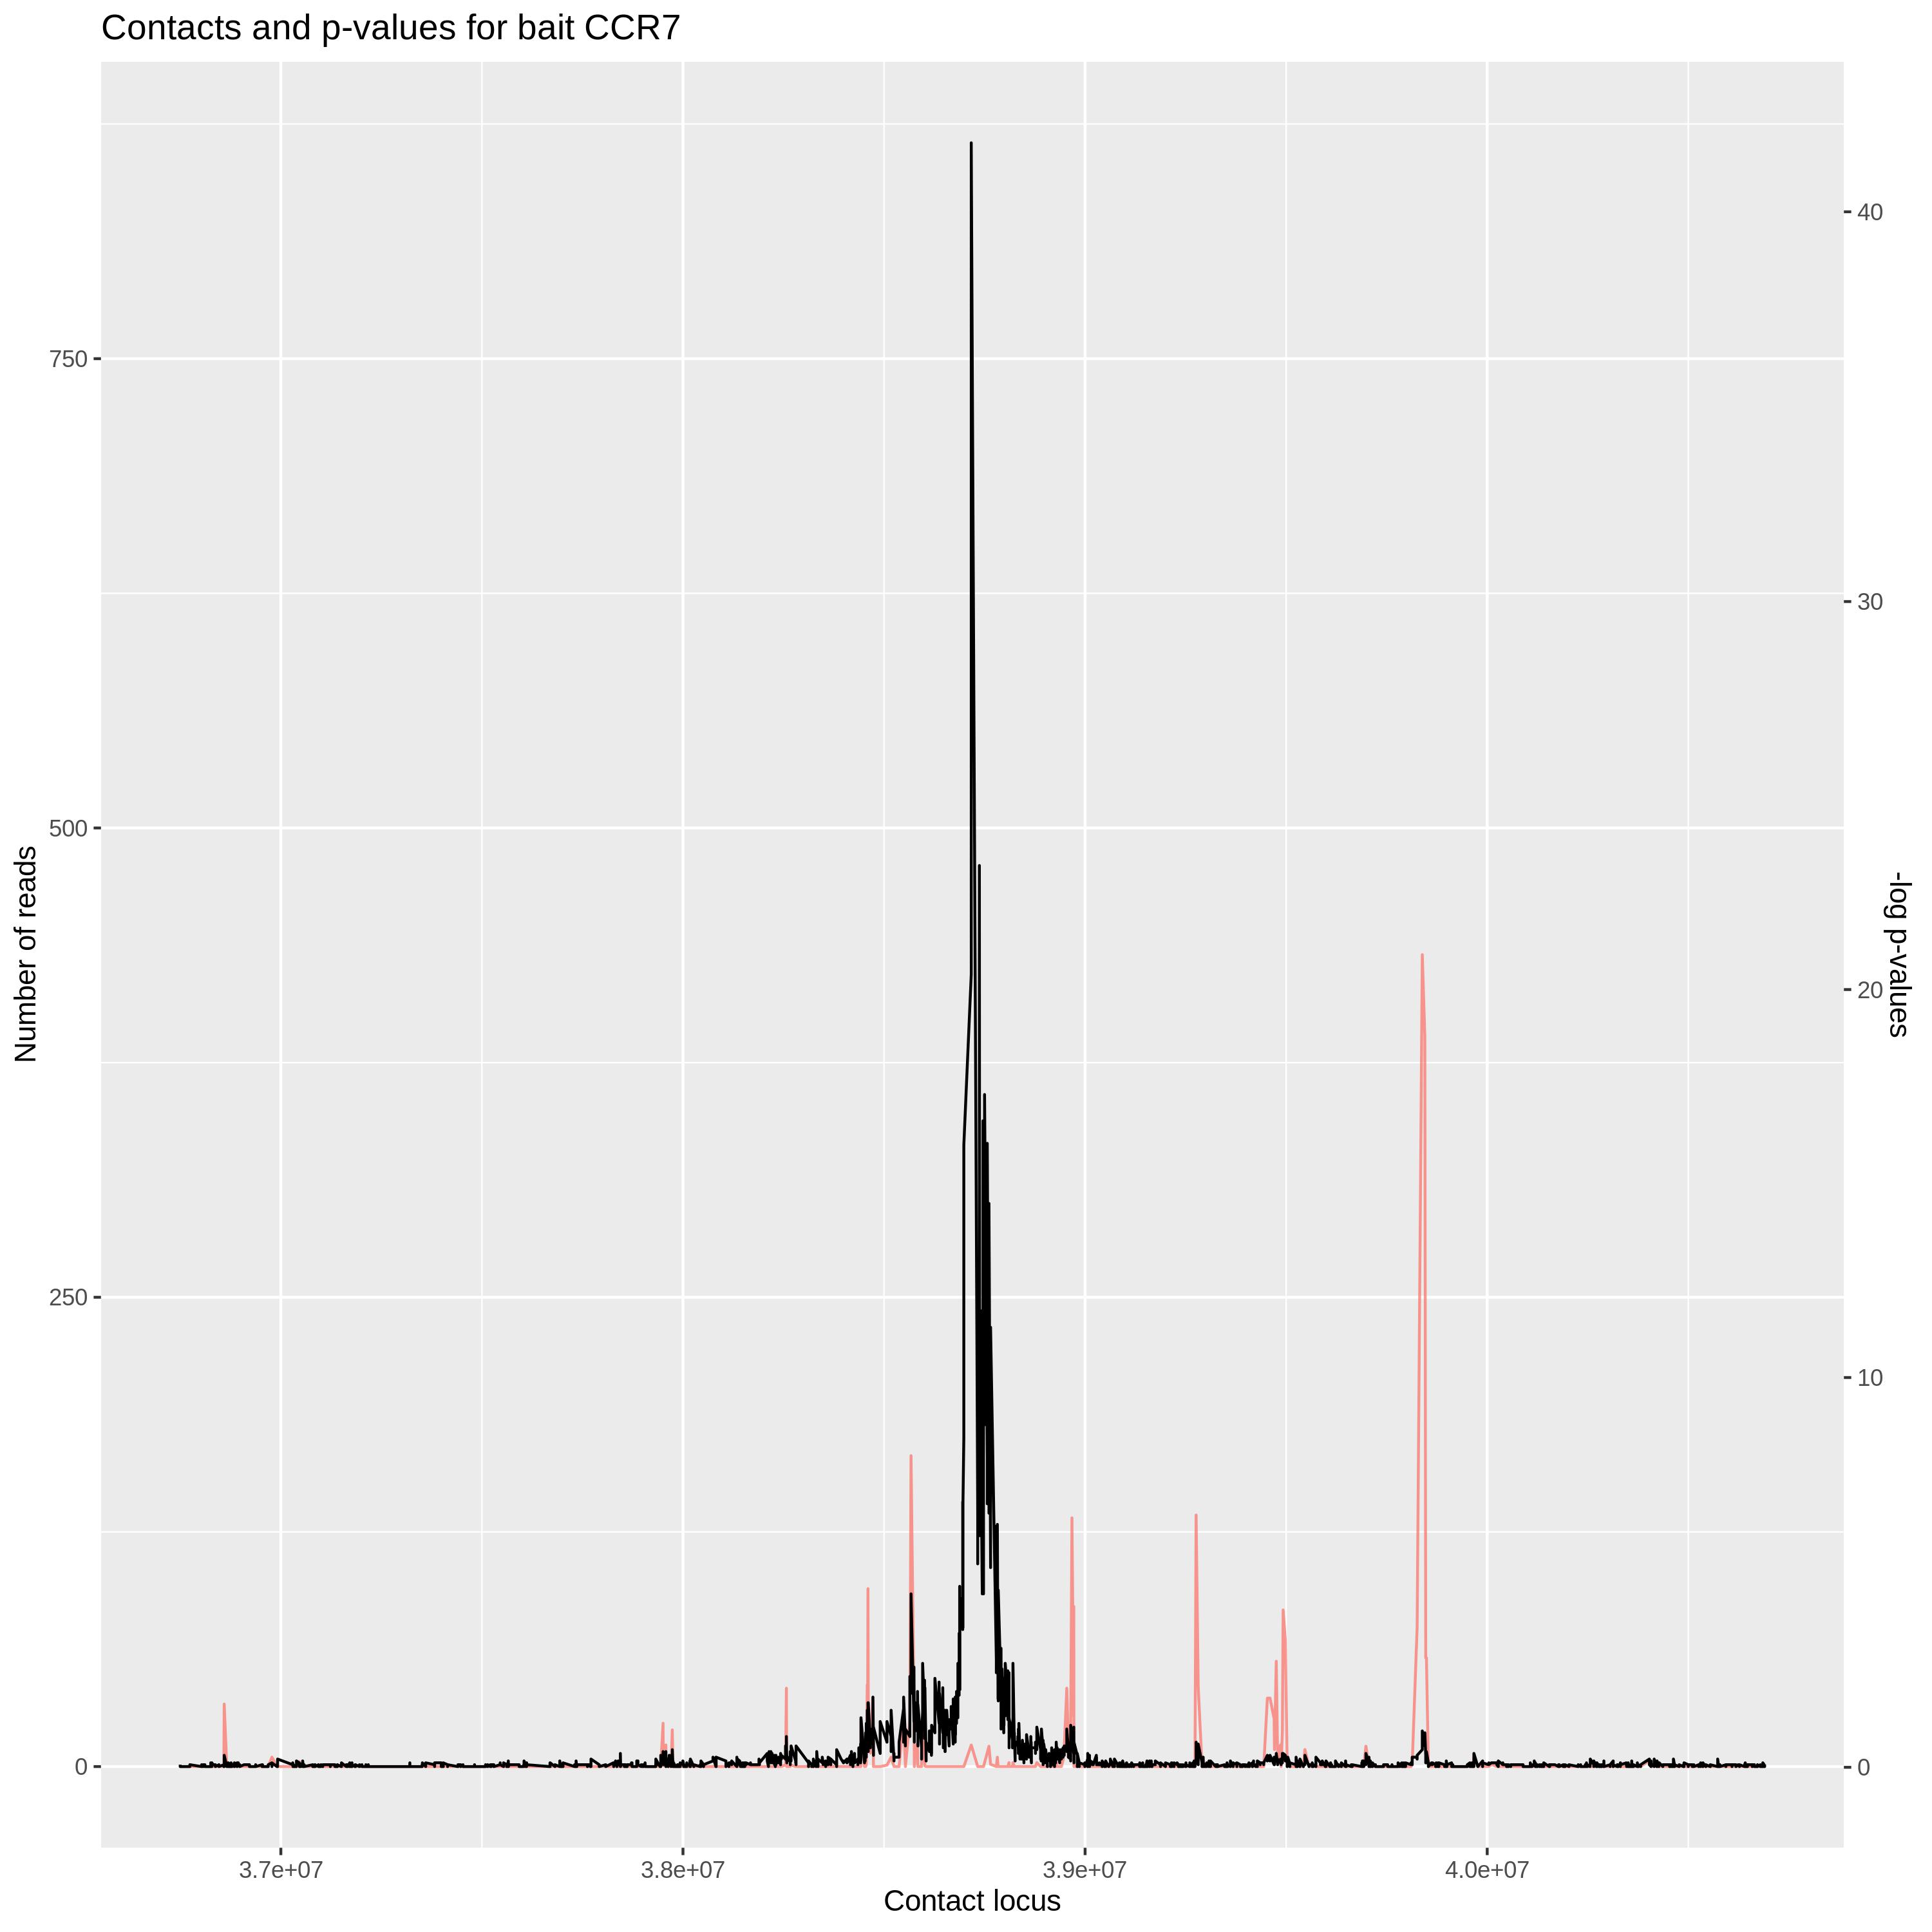 Contacts and p-values for bait CCR7
750
500
250
0
Number of reads
40
30
20
10
0
-log p-values
3.7e+07
3.8e+07
3.9e+07
4.0e+07
Contact locus